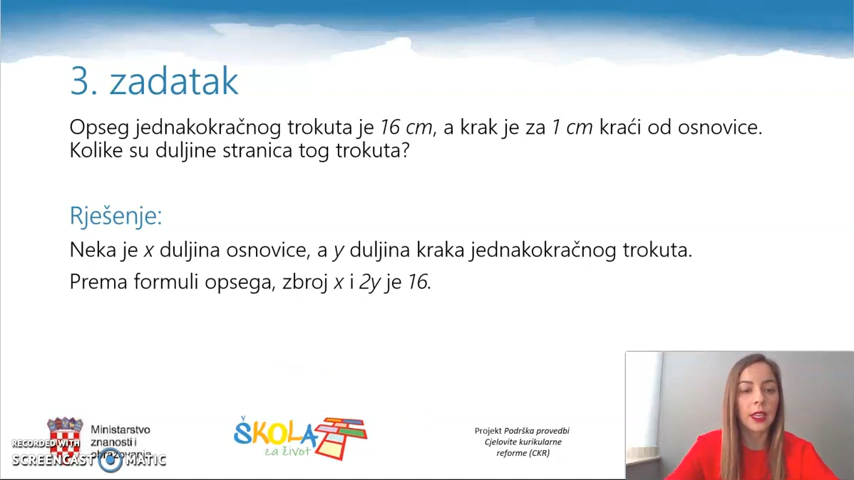 3. zadatak
Opseg jednakokračnog trokuta je 16 cm, a krak je za 1 cm kraći od osnovice.
Kolike su duljine stranica tog trokuta?
Rješenje:
Neka je x duljina osnovice, a y duljina kraka jednakokračnog trokuta.
Prema formuli opsega, zbroj x i 2y je 16.
Ministarstvo
znanosti i
obrazovanja
RECORDED WITH
SCREENCAST MATIC
ŠKOLA
za život
Projekt Podrška provedbi
Cjelovite kurikularne
reforme (CKR)